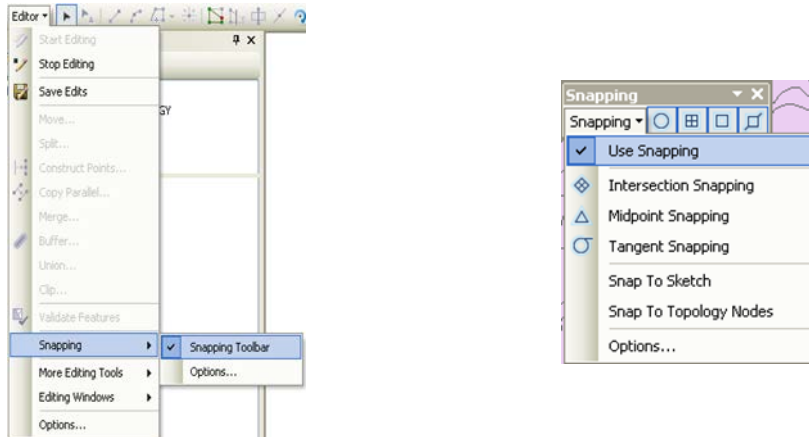 Editor
Start Editing
Stop Editing
Save Edits
GY
Move...
Split...
Construct Points...
Copy Parallel...
Merge...
Buffer...
Union...
Clip...
Validate Features
Snapping
Snapping Toolbar
More Editing Tools
Options...
Editing Windows
Options...
Snapping
Snapping
Use Snapping
Intersection Snapping
Midpoint Snapping
Tangent Snapping
Snap To Sketch
Snap To Topology Nodes
Options...